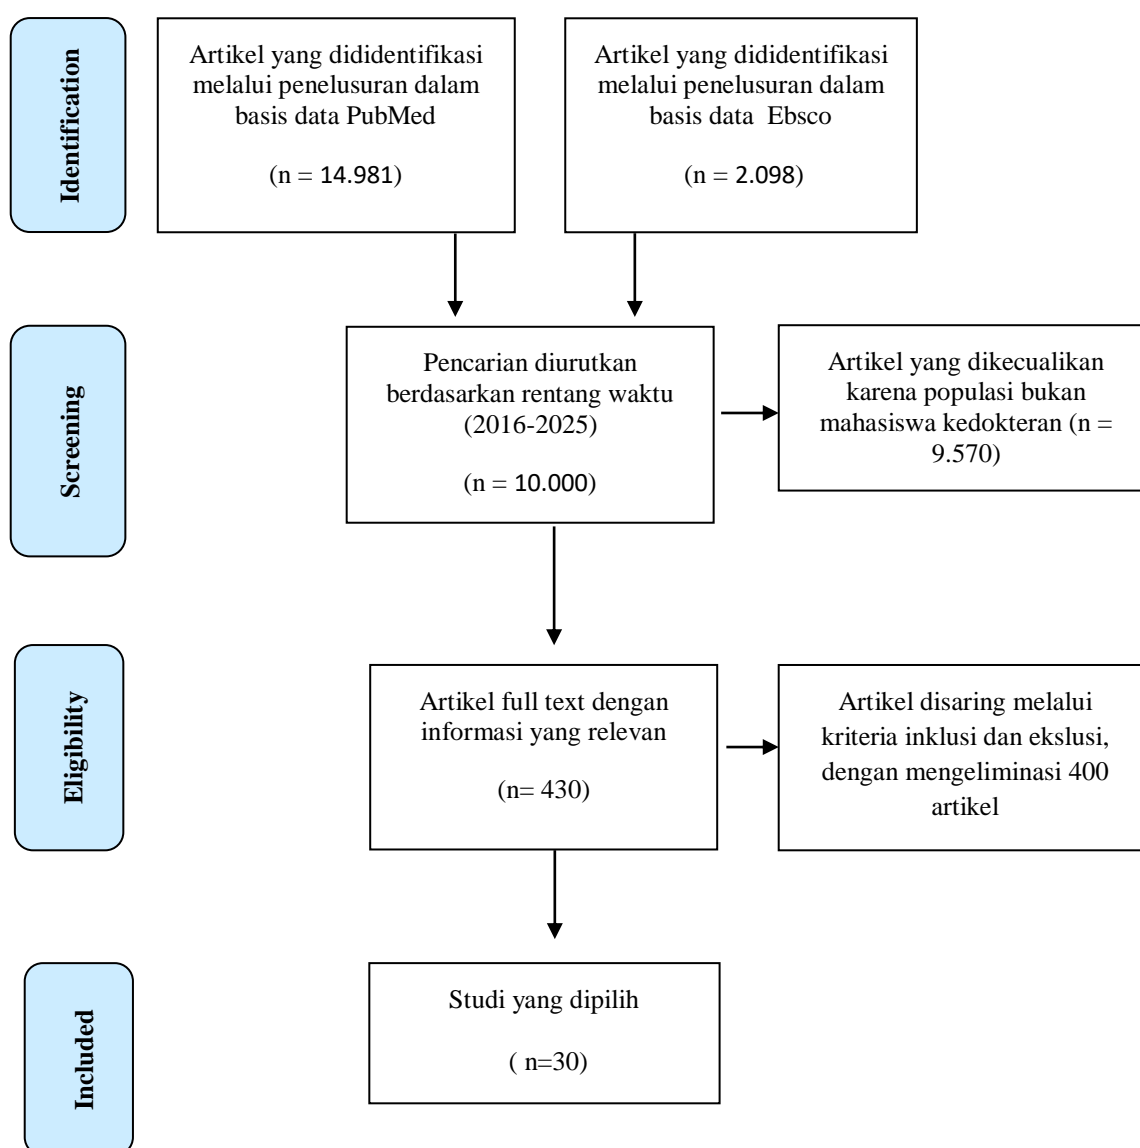 Identification
Artikel yang dididentifikasi
melalui penelusuran dalam
basis data PubMed
(n = 14.981)
Artikel yang dididentifikasi
melalui penelusuran dalam
basis data  Ebsco
(n = 2.098)
Screening
Pencarian diurutkan
berdasarkan rentang waktu
(2016-2025)
(n = 10.000)
Artikel yang dikecualikan
karena populasi bukan
mahasiswa kedokteran (n =
9.570)
Eligibility
Artikel full text dengan
informasi yang relevan
(n= 430)
Artikel disaring melalui
kriteria inklusi dan ekslusi,
dengan mengeliminasi 400
artikel
Included
Studi yang dipilih
( n=30)